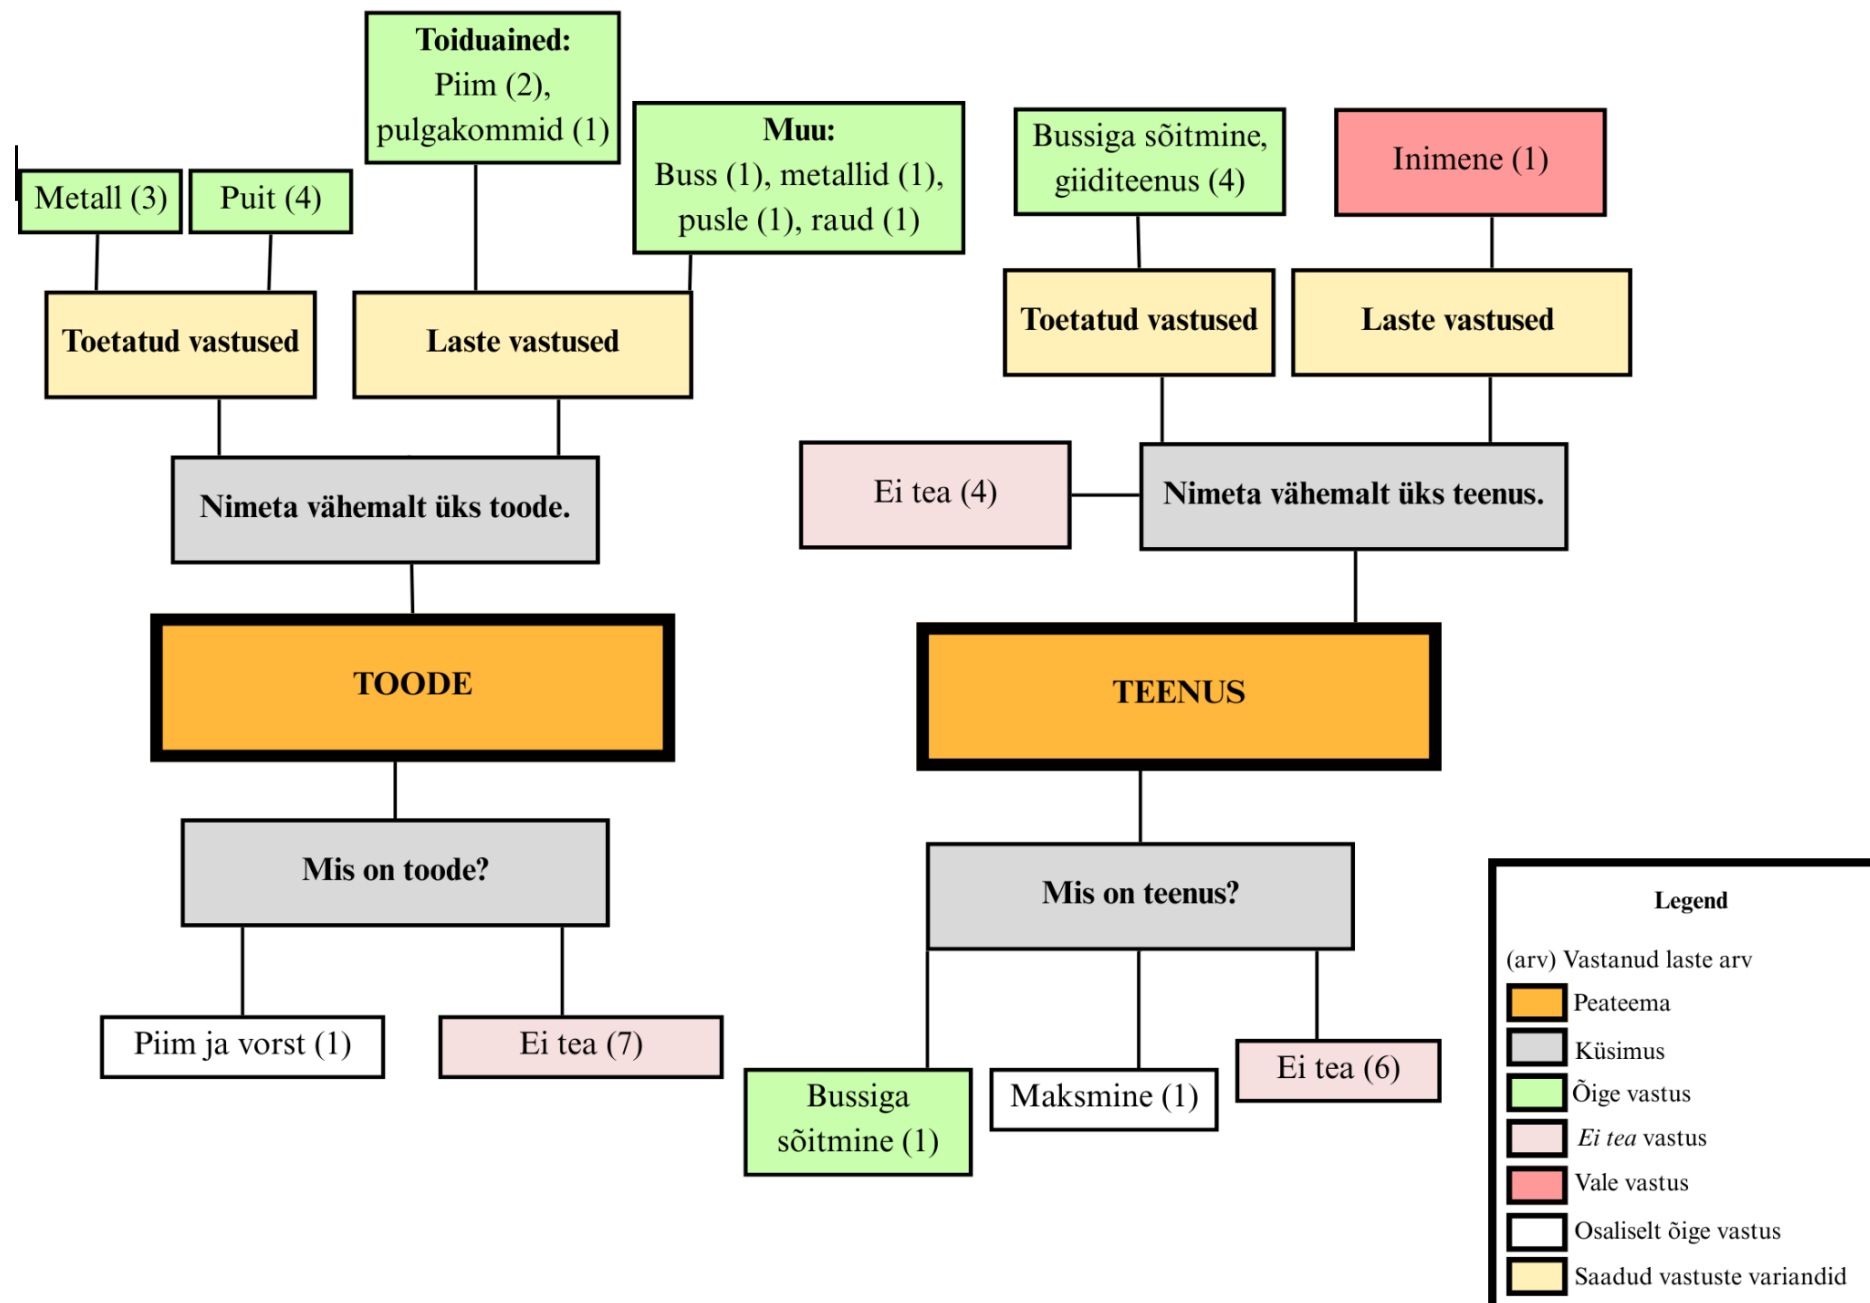 Toiduained:
Piim (2),
pulgakommid (1)
Muu:
Buss (1), metallid (1),
pusle (1), raud (1)
Metall (3)
Puit (4)
Toetatud vastused
Laste vastused
Nimeta vähemalt üks toode.
TOODE
Mis on toode?
Piim ja vorst (1)
Ei tea (7)
Bussiga sõitmine,
giiditeenus (4)
Inimene (1)
Toetatud vastused
Laste vastused
Ei tea (4)
Nimeta vähemalt üks teenus.
TEENUS
Mis on teenus?
Bussiga
sõitmine (1)
Maksmine (1)
Ei tea (6)
Legend
(arv) Vastanud laste arv
Peateema
Küsimus
Õige vastus
Ei tea vastus
Vale vastus
Osaliselt õige vastus
Saadud vastuste variandid